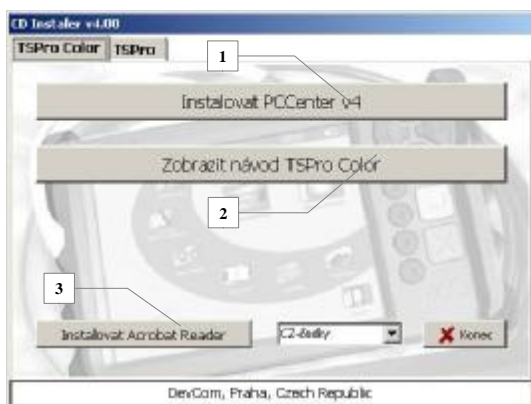 CD Instaler v4.00
TSPro Color TSPro
1
Instalovat PCCenter v4
Zobrazit návod TSPro Color
2
3
Instalovat Acrobat Reader CZ-česky Konec
DevCom, Praha, Czech Republic